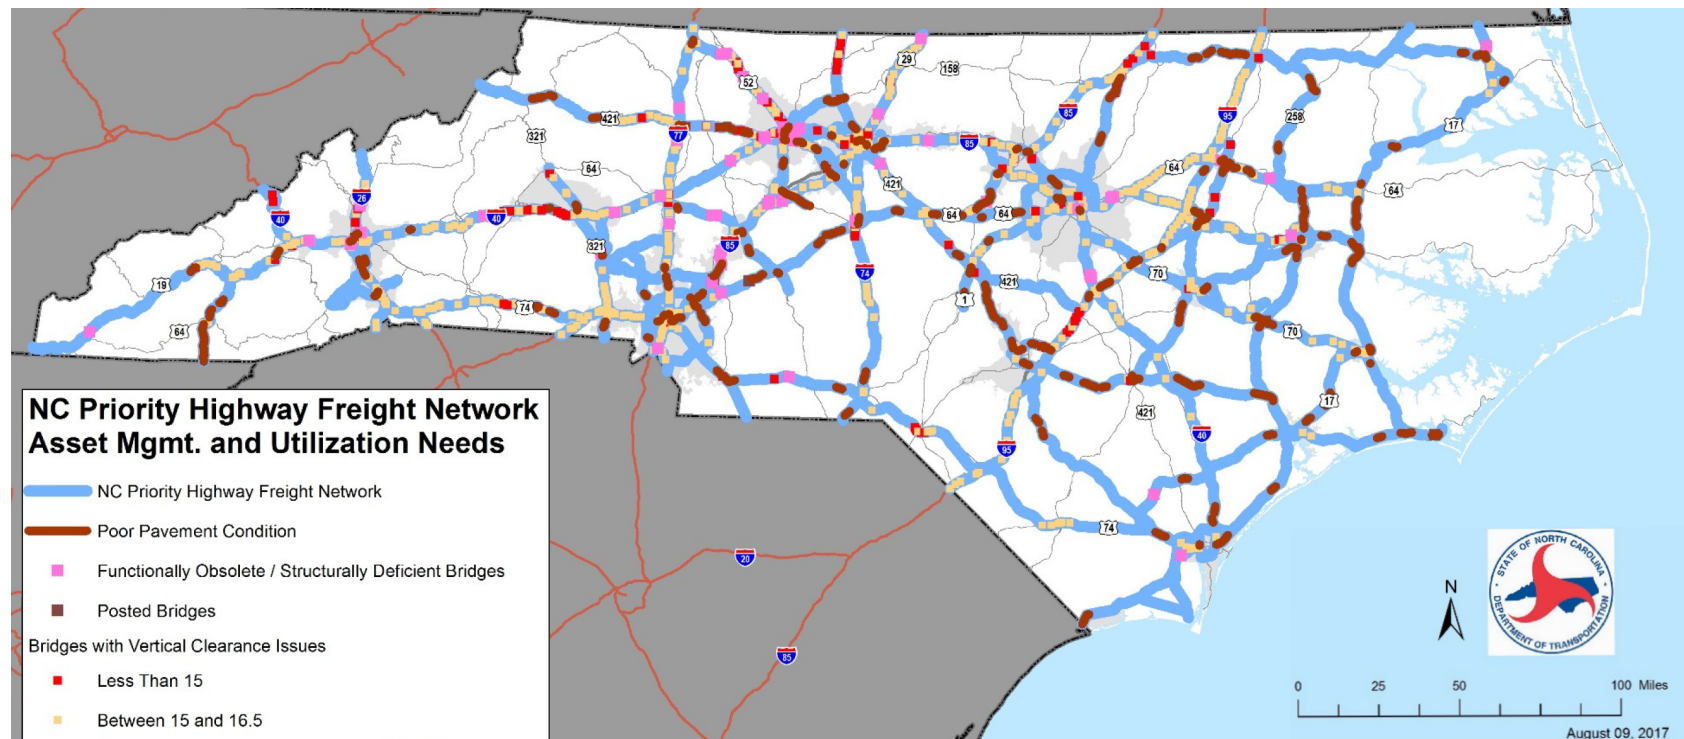 52
29
158
85
95
258
17
421
77
321
64
85
64
421
64
26
40
40
64
64
321
85
19
74
70
421
1
74
70
64
17
421
40
95
74
NC Priority Highway Freight Network
Asset Mgmt. and Utilization Needs
NC Priority Highway Freight Network
Poor Pavement Condition
Functionally Obsolete / Structurally Deficient Bridges
Posted Bridges
Bridges with Vertical Clearance Issues
Less Than 15
Between 15 and 16.5
20
85
N
STATE OF NORTH CAROLINA
DEPARTMENT OF TRANSPORTATION
0 25 50 100 Miles
August 09, 2017